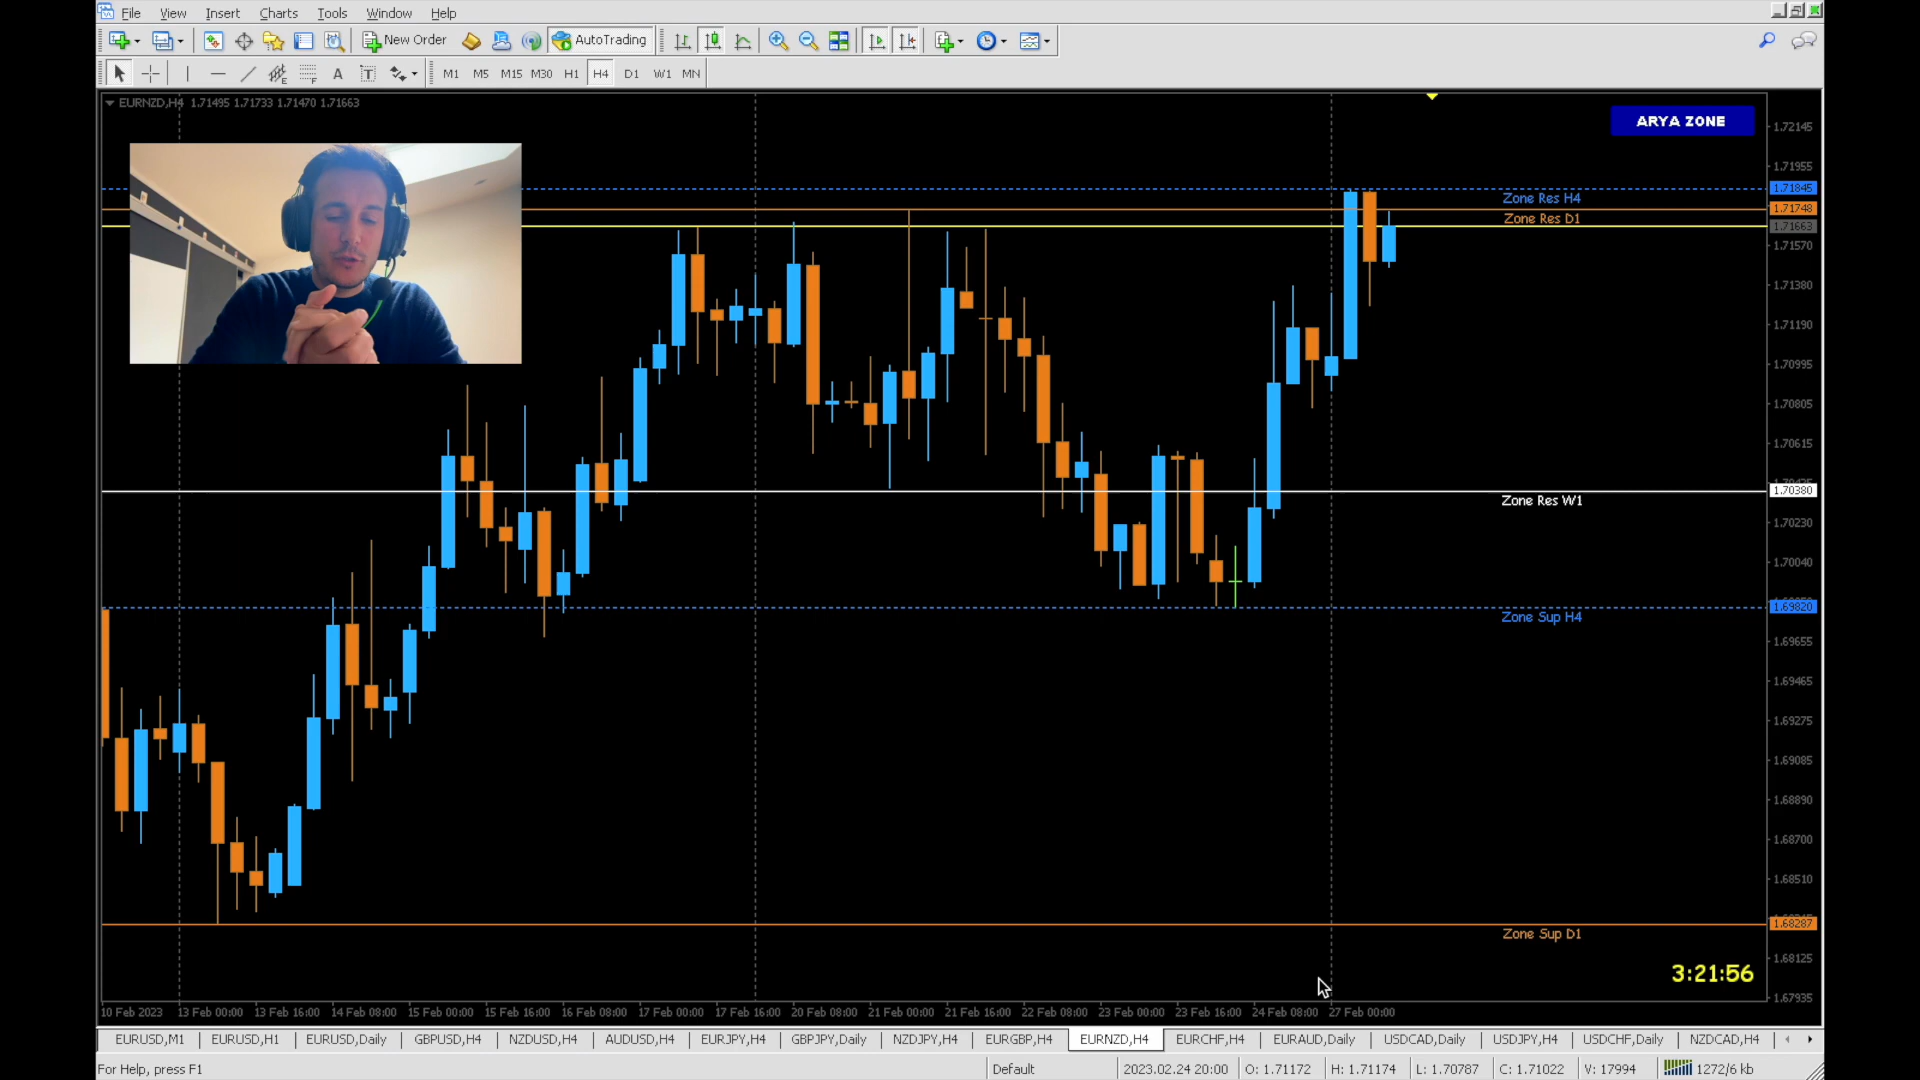 File View Insert Charts Tools Window Help
New Order AutoTrading
A T M1 M5 M15 M30 H1 H4 D1 W1 MN
EURNZD,H4 1.71495 1.71733 1.71470 1.71663
ARYA ZONE
1.72145
1.71955
1.71845
Zone Res H4
1.71748
Zone Res D1
1.71663
1.71570
1.71380
1.71190
1.70995
1.70805
1.70615
1.70380
Zone Res W1
1.70230
1.70040
1.69820
Zone Sup H4
1.69655
1.69465
1.69275
1.69085
1.68890
1.68700
1.68510
1.68287
Zone Sup D1
1.68125
3:21:56
1.67935
10 Feb 2023 13 Feb 00:00 13 Feb 16:00 14 Feb 08:00 15 Feb 00:00 15 Feb 16:00 16 Feb 08:00 17 Feb 00:00 17 Feb 16:00 20 Feb 08:00 21 Feb 00:00 21 Feb 16:00 22 Feb 08:00 23 Feb 00:00 23 Feb 16:00 24 Feb 08:00 27 Feb 00:00
EURUSD,M1 EURUSD,H1 EURUSD,Daily GBPUSD,H4 NZDUSD,H4 AUDUSD,H4 EURJPY,H4 GBPJPY,Daily NZDJPY,H4 EURGBP,H4 EURNZD,H4 EURCHF,H4 EURAUD,Daily USDCAD,Daily USDJPY,H4 USDCHF,Daily NZDCAD,H4
For Help, press F1 Default 2023.02.24 20:00 O: 1.71172 H: 1.71174 L: 1.70787 C: 1.71022 V: 17994 1272/6 kb